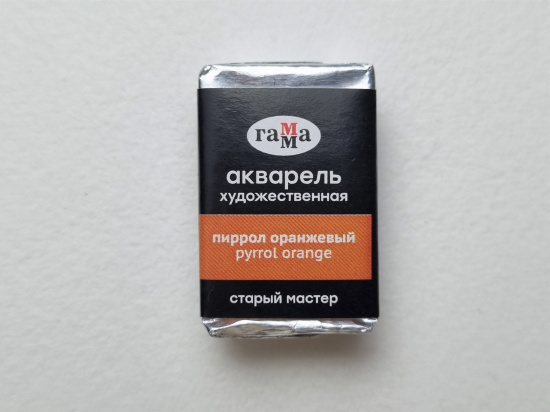 гамма
акварель
художественная
пиррол оранжевый
pyrrol orange
старый мастер